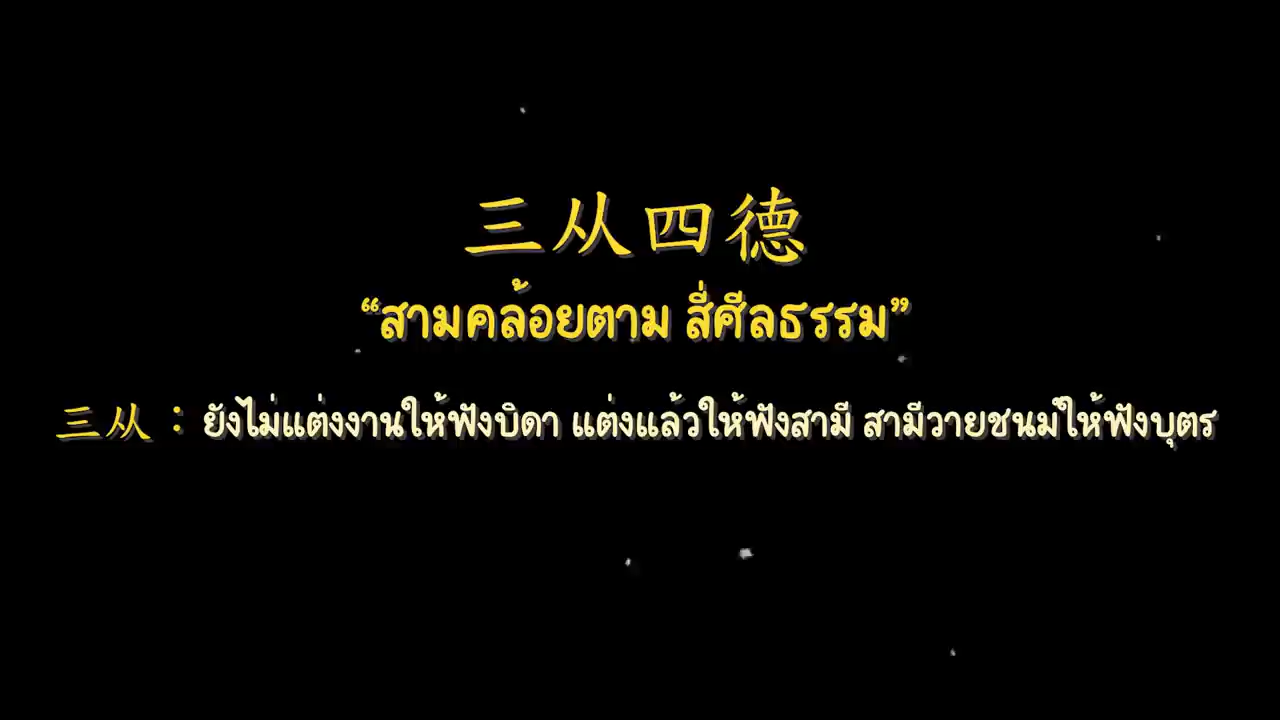 三从四德
“สามคล้อยตาม สี่ศีลธรรม”
三从：ยังไม่แต่งงานให้ฟังบิดา แต่งแล้วให้ฟังสามี สามีวายชนม์ให้ฟังบุตร